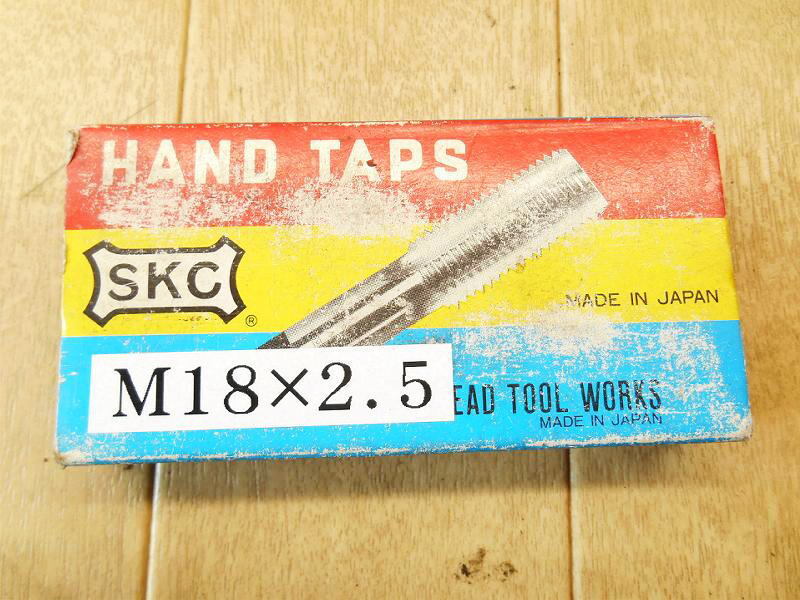 HAND TAPS
SKC
®
MADE IN JAPAN
M18×2.5
EAD TOOL WORKS
MADE IN JAPAN